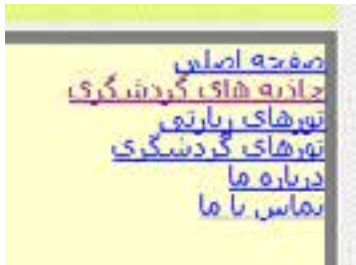 صفحه اصلی
جاذبه های گردشگری
تورهای زیارتی
تورهای گردشگری
درباره ما
تماس با ما